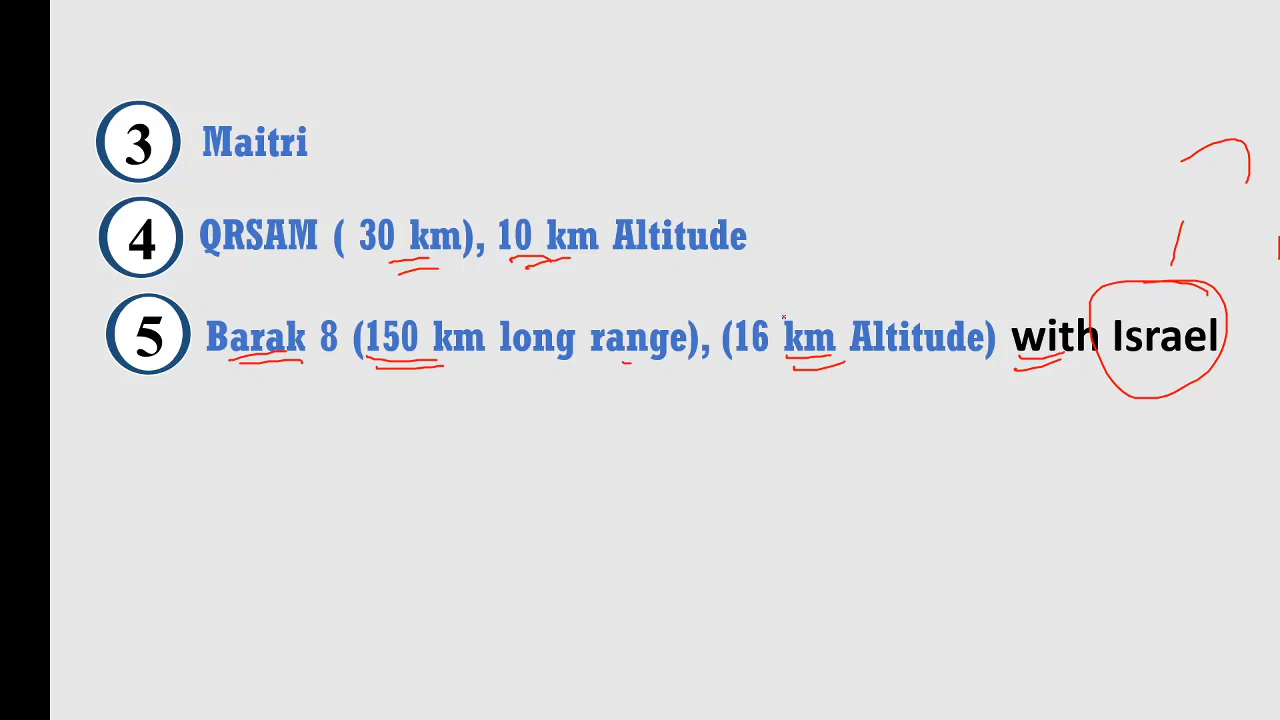 3 Maitri
4 QRSAM ( 30 km), 10 km Altitude
5 Barak 8 (150 km long range), (16 km Altitude) with Israel